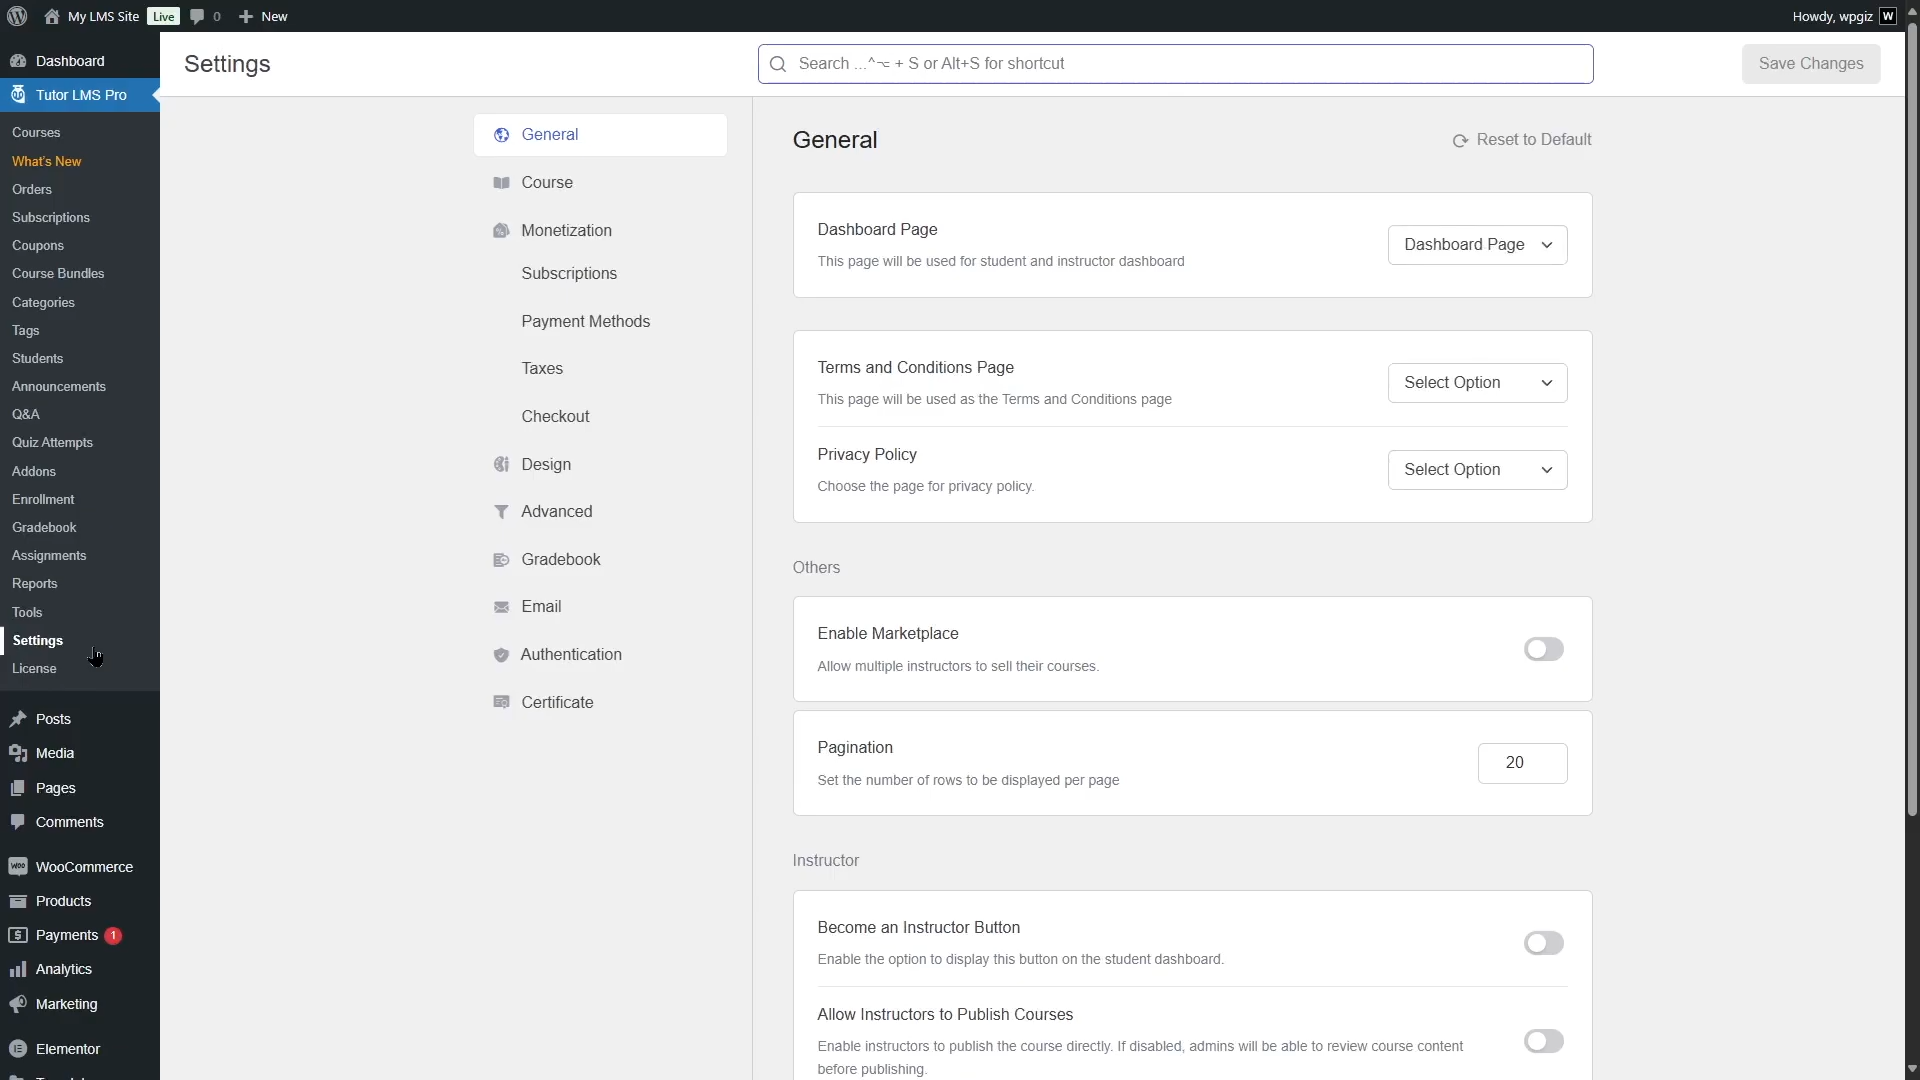 My LMS Site Live 0 New
Howdy, wpgiz W
Dashboard
Tutor LMS Pro
Courses
What's New
Orders
Subscriptions
Coupons
Course Bundles
Categories
Tags
Students
Announcements
Q&A
Quiz Attempts
Addons
Enrollment
Gradebook
Assignments
Reports
Tools
Settings
License
Posts
Media
Pages
Comments
WooCommerce
Products
Payments 1
Analytics
Marketing
Elementor
Settings
Search ...^⌥ + S or Alt+S for shortcut
Save Changes
General
Course
Monetization
Subscriptions
Payment Methods
Taxes
Checkout
Design
Advanced
Gradebook
Email
Authentication
Certificate
General
Reset to Default
Dashboard Page
This page will be used for student and instructor dashboard
Dashboard Page
Terms and Conditions Page
This page will be used as the Terms and Conditions page
Select Option
Privacy Policy
Choose the page for privacy policy.
Select Option
Others
Enable Marketplace
Allow multiple instructors to sell their courses.
Pagination
Set the number of rows to be displayed per page
20
Instructor
Become an Instructor Button
Enable the option to display this button on the student dashboard.
Allow Instructors to Publish Courses
Enable instructors to publish the course directly. If disabled, admins will be able to review course content
before publishing.